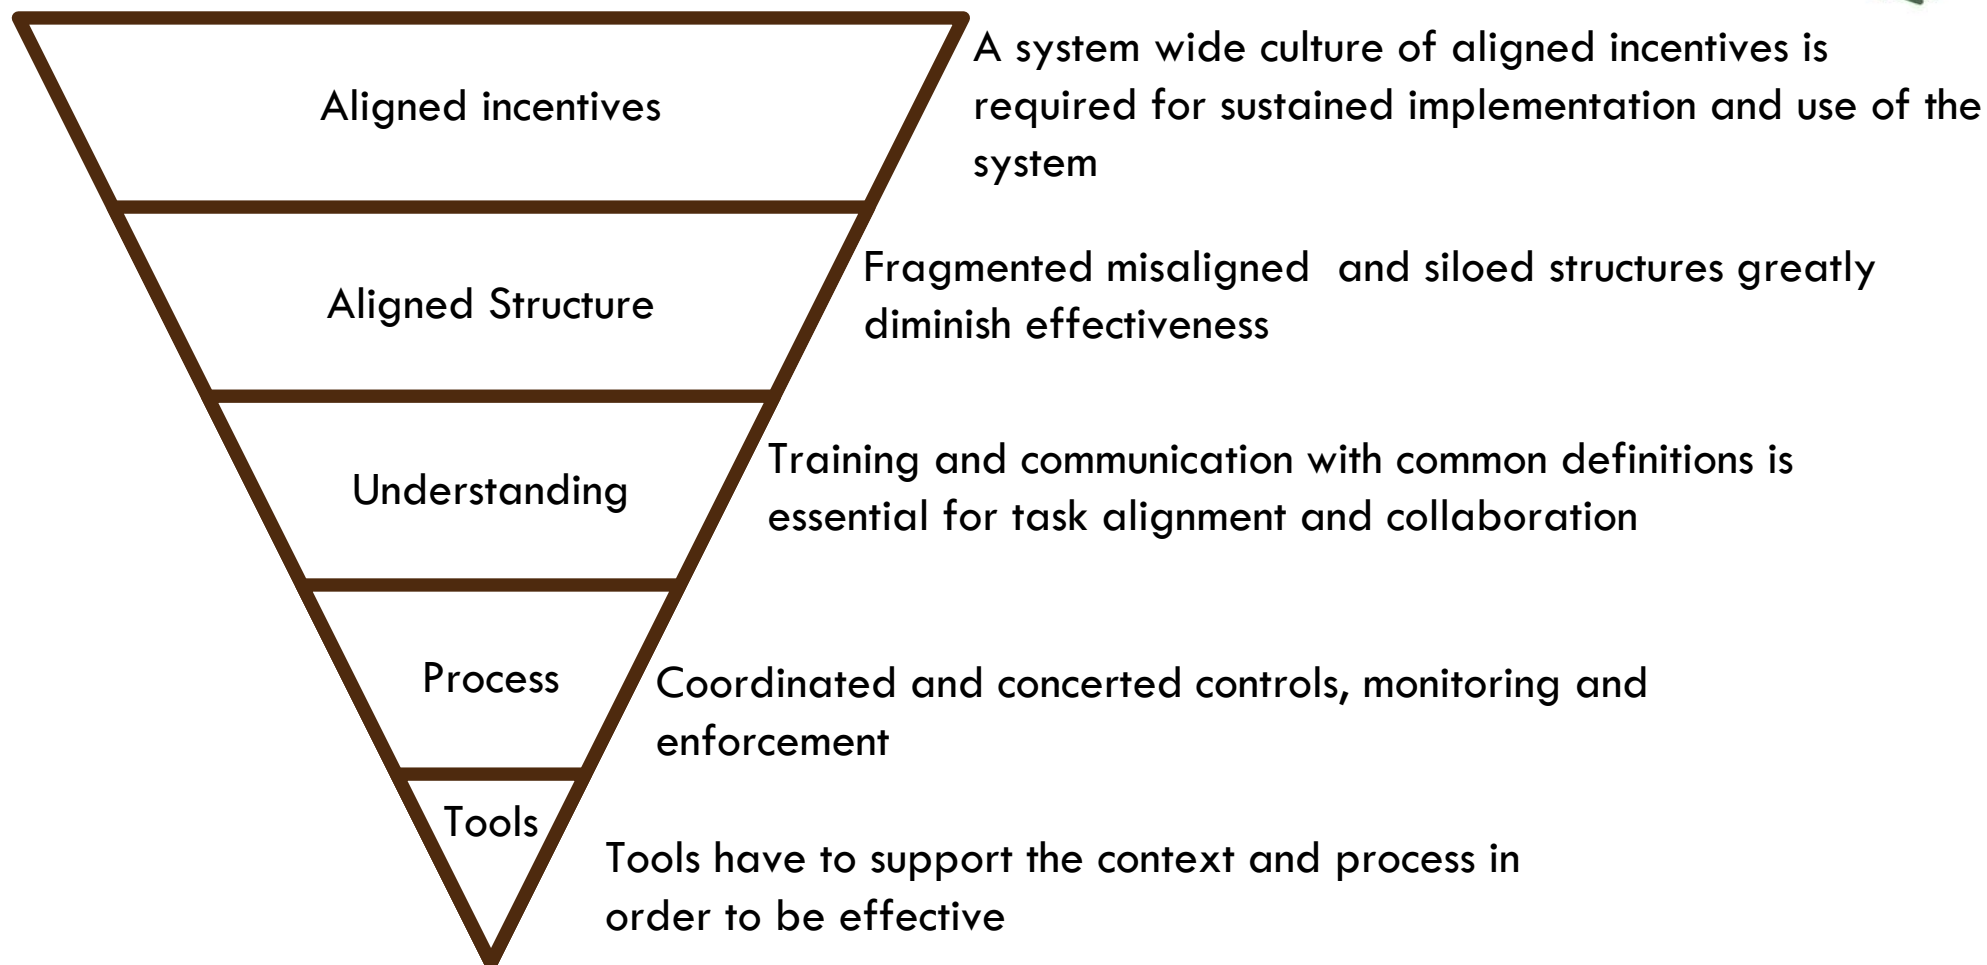 Aligned incentives
A system wide culture of aligned incentives is
required for sustained implementation and use of the
system
Aligned Structure
Fragmented misaligned  and siloed structures greatly
diminish effectiveness
Understanding
Training and communication with common definitions is
essential for task alignment and collaboration
Process
Coordinated and concerted controls, monitoring and
enforcement
Tools
Tools have to support the context and process in
order to be effective